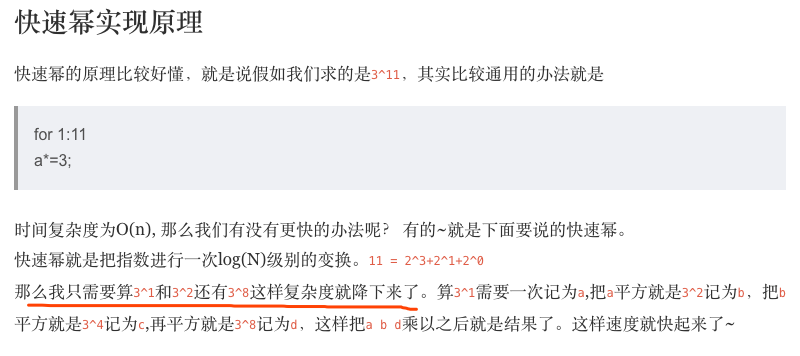 快速幂实现原理
快速幂的原理比较好懂，就是说假如我们求的是3^11，其实比较通用的办法就是
for 1:11
a*=3;
时间复杂度为O(n), 那么我们有没有更快的办法呢？ 有的~就是下面要说的快速幂。
快速幂就是把指数进行一次log(N)级别的变换。11 = 2^3+2^1+2^0
那么我只需要算3^1和3^2还有3^8这样复杂度就降下来了。算3^1需要一次记为a,把a平方就是3^2记为b，把b
平方就是3^4记为c,再平方就是3^8记为d，这样把a b d乘以之后就是结果了。这样速度就快起来了~